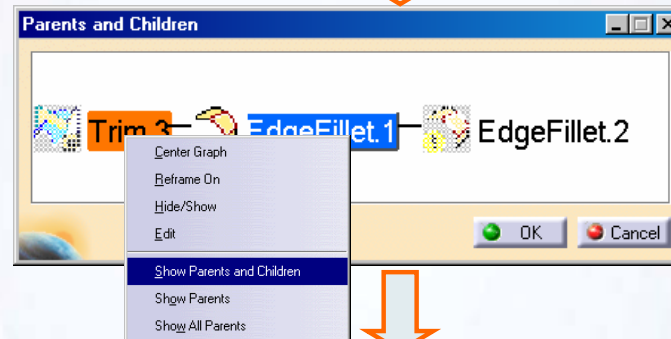 Parents and Children
Trim.3 EdgeFillet.1 EdgeFillet.2
Center Graph
Reframe On
Hide/Show
Edit
OK Cancel
Show Parents and Children
Show Parents
Show All Parents